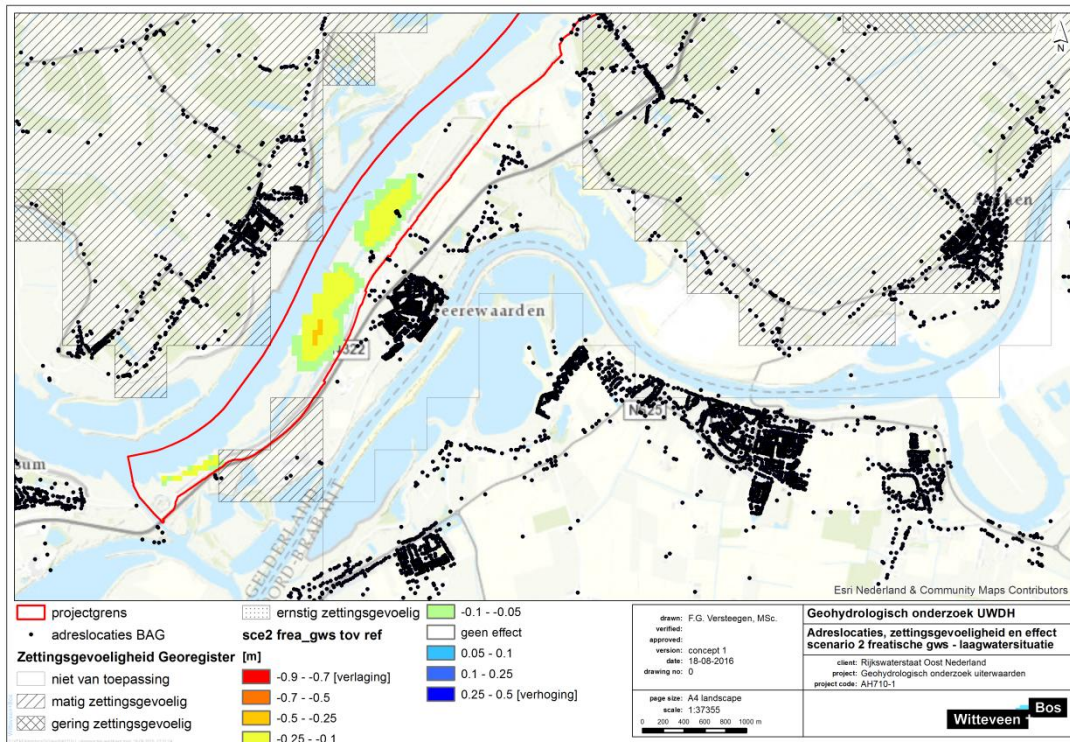 N
eerewaarden
N322
N625
sum
GELDERLAND
OORD-BRABANT
Esri Nederland & Community Maps Contributors
projectgrens
adreslocaties BAG
Zettingsgevoeligheid Georegister
niet van toepassing
matig zettingsgevoelig
gering zettingsgevoelig
ernstig zettingsgevoelig
sce2 frea_gws tov ref
[m]
-0.9 - -0.7 [verlaging]
-0.7 - -0.5
-0.5 - -0.25
-0.25 - -0.1
-0.1 - -0.05
geen effect
0.05 - 0.1
0.1 - 0.25
0.25 - 0.5 (verhoging)
drawn: F.G. Versteegen, MSc.
verified:
approved:
version: concept 1
date: 18-08-2016
drawing no: 0
page size: A4 landscape
scale: 1:37355
0 200 400 600 800 1000 m
Geohydrologisch onderzoek UWDH
Adreslocaties, zettingsgevoeligheid en effect
scenario 2 freatische gws - laagwatersituatie
client: Rijkswaterstaat Oost Nederland
project: Geohydrologisch onderzoek uiterwaarden
project code: AH710-1
Witteveen + Bos